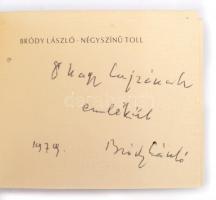 BRÓDY LÁSZLÓ · NÉGYSZÍNŰ TOLL
Nagy Lajosnak
emlékül
1979.
Bródy László